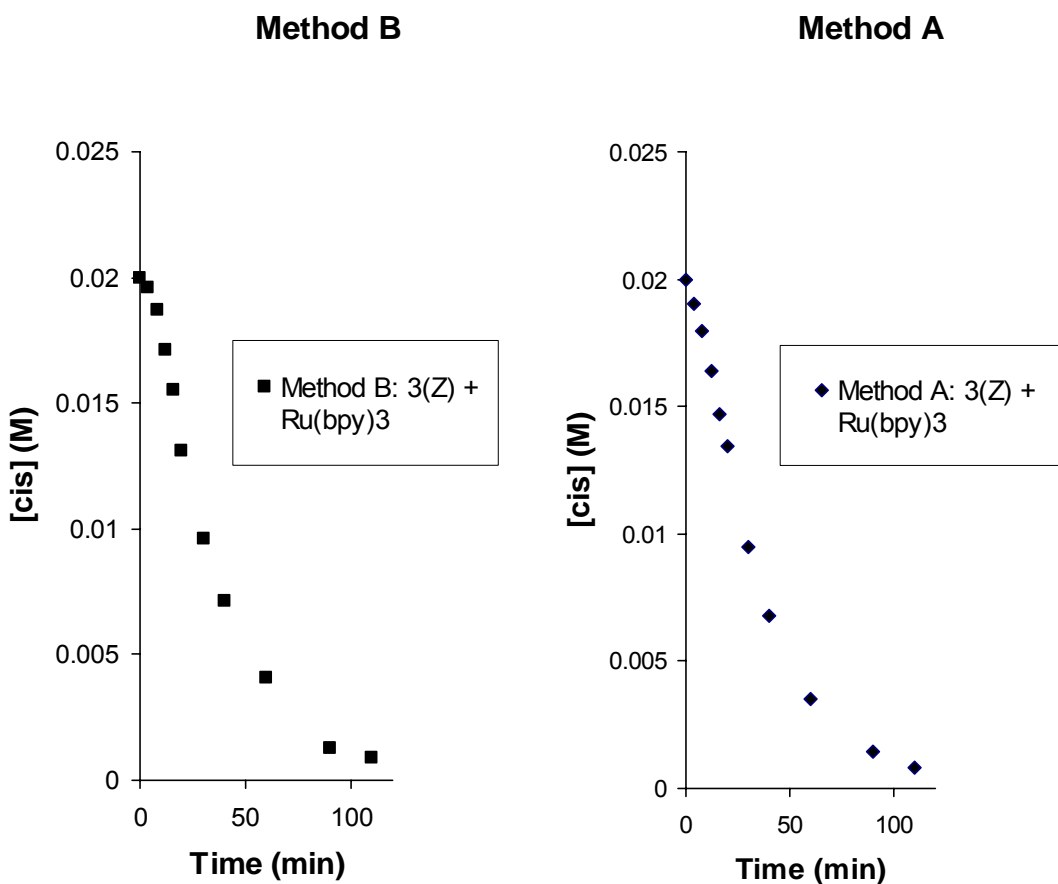 Method B
0.025
0.02
0.015
0.01
0.005
0
0
50
100
[cis] (M)
Time (min)
Method B: 3(Z) +
Ru(bpy)3
Method A
0.025
0.02
0.015
0.01
0.005
0
0
50
100
[cis] (M)
Time (min)
Method A: 3(Z) +
Ru(bpy)3